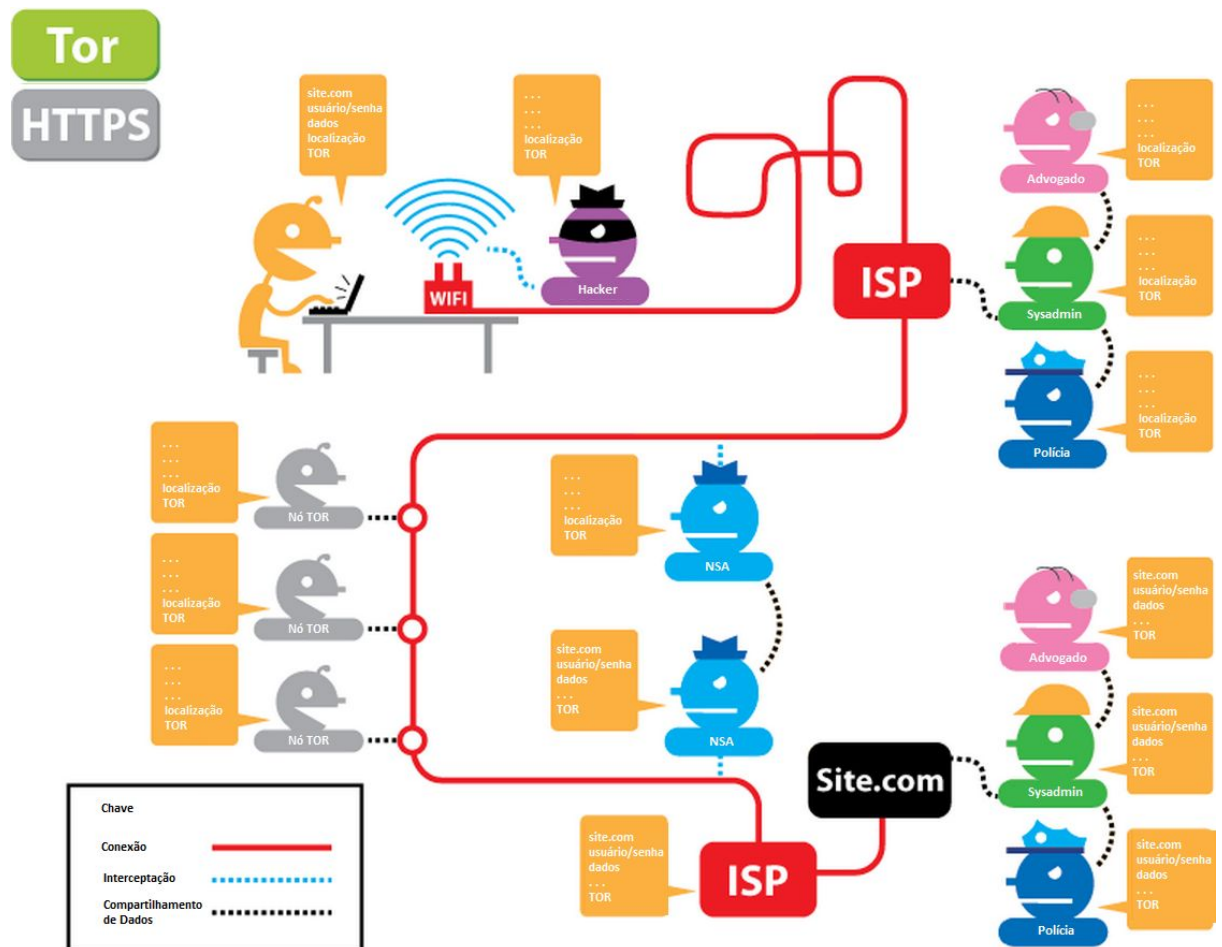 Tor
HTTPS
site.com
usuário/senha
dados
localização
TOR
. . .
. . .
. . .
localização
TOR
WIFI
Hacker
ISP
. . .
. . .
. . .
localização
TOR
Advogado
. . .
. . .
. . .
localização
TOR
Sysadmin
. . .
. . .
. . .
localização
TOR
Polícia
. . .
. . .
. . .
localização
TOR
Nó TOR
. . .
. . .
. . .
localização
TOR
NSA
. . .
. . .
. . .
localização
TOR
Nó TOR
site.com
usuário/senha
dados
. . .
TOR
NSA
. . .
. . .
. . .
localização
TOR
Nó TOR
site.com
usuário/senha
dados
. . .
TOR
Advogado
site.com
usuário/senha
dados
. . .
TOR
Sysadmin
site.com
usuário/senha
dados
. . .
TOR
Polícia
Site.com
site.com
usuário/senha
dados
. . .
TOR
ISP
Chave
Conexão
Interceptação
Compartilhamento
de Dados